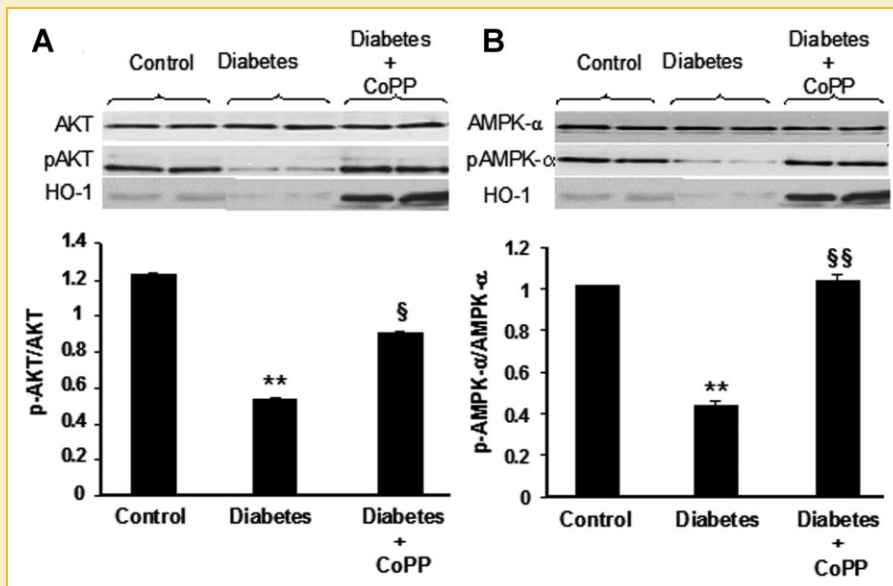 A
Control
Diabetes
Diabetes
+
CoPP
AKT
pAKT
HO-1
1.4
1.2
1
0.8
0.6
0.4
0.2
0
p-AKT/AKT
**
§
Control
Diabetes
Diabetes
+
CoPP
B
Control
Diabetes
Diabetes
+
CoPP
AMPK-α
pAMPK-α
HO-1
1.2
1
0.8
0.6
0.4
0.2
0
p-AMPK-α/AMPK-α
**
§§
Control
Diabetes
Diabetes
+
CoPP